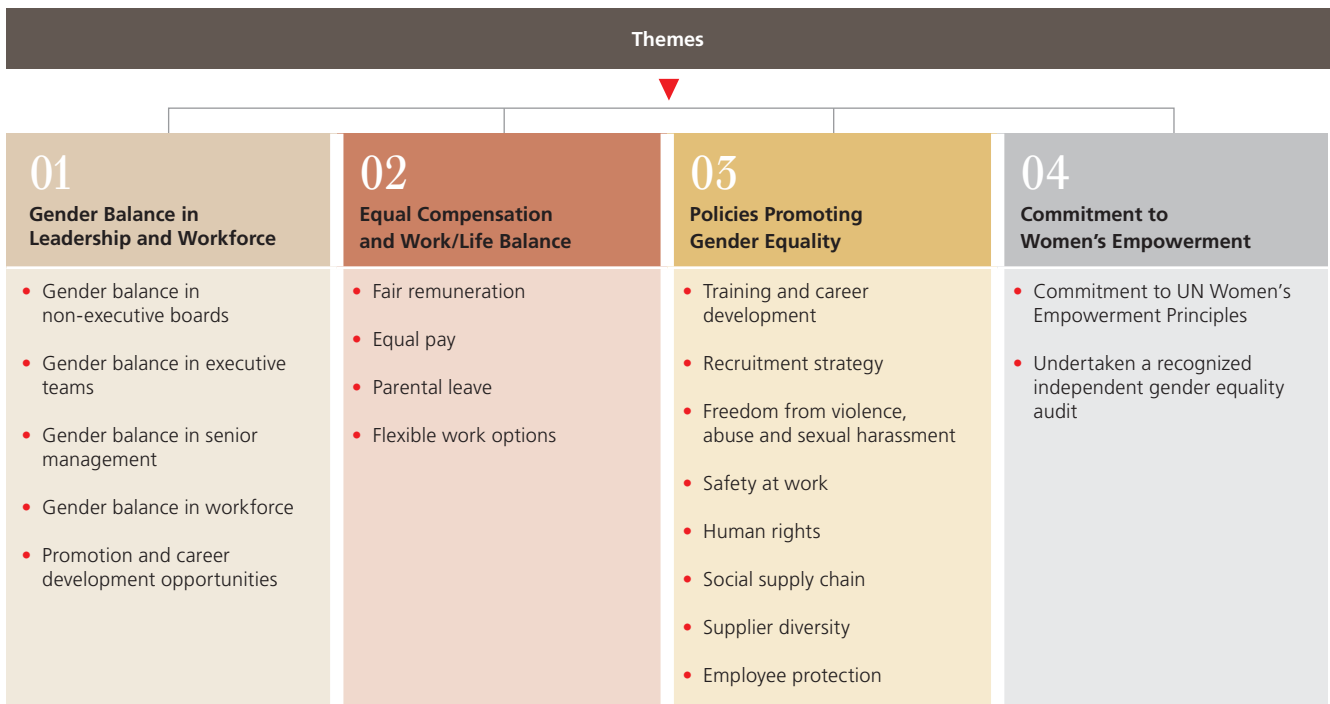 Themes
01
Gender Balance in
Leadership and Workforce
• Gender balance in
non-executive boards
• Gender balance in executive
teams
• Gender balance in senior
management
• Gender balance in workforce
• Promotion and career
development opportunities
02
Equal Compensation
and Work/Life Balance
• Fair remuneration
• Equal pay
• Parental leave
• Flexible work options
03
Policies Promoting
Gender Equality
• Training and career
development
• Recruitment strategy
• Freedom from violence,
abuse and sexual harassment
• Safety at work
• Human rights
• Social supply chain
• Supplier diversity
• Employee protection
04
Commitment to
Women’s Empowerment
• Commitment to UN Women’s
Empowerment Principles
• Undertaken a recognized
independent gender equality
audit